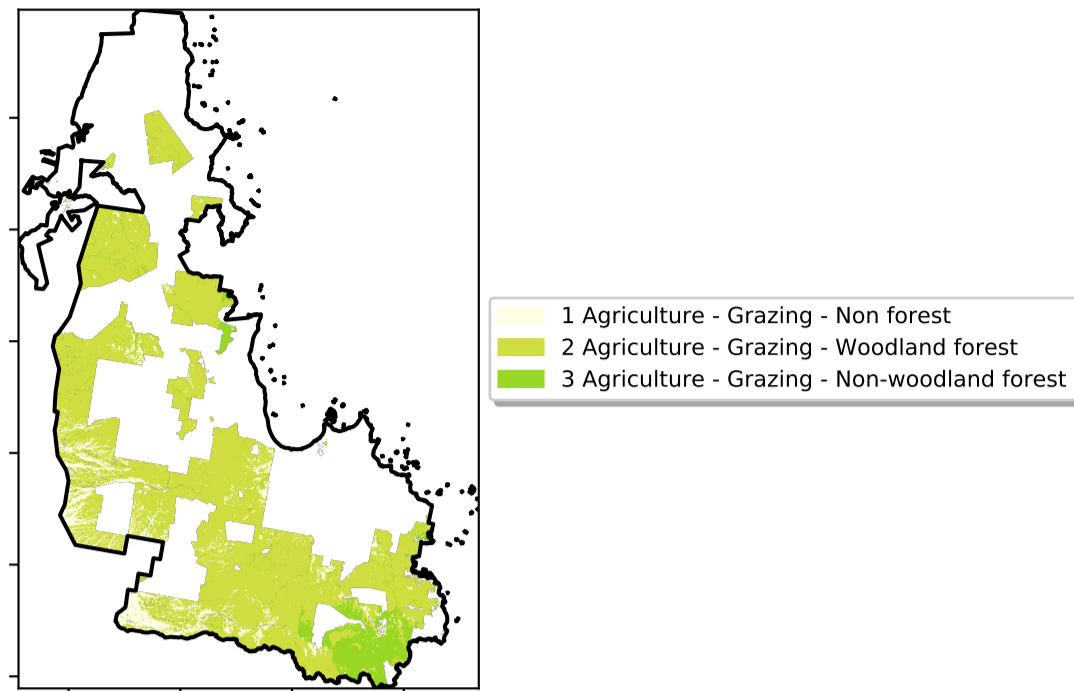 1 Agriculture - Grazing - Non forest
2 Agriculture - Grazing - Woodland forest
3 Agriculture - Grazing - Non-woodland forest